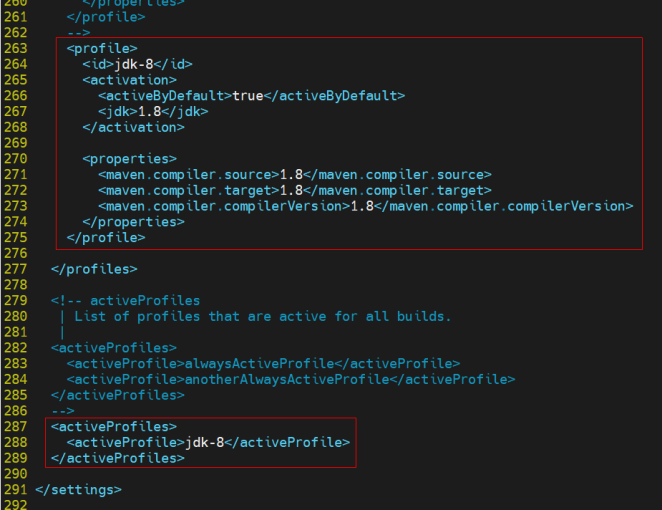 260       </properties>
261     </profile>
262     -->
263     <profile>
264       <id>jdk-8</id>
265       <activation>
266         <activeByDefault>true</activeByDefault>
267         <jdk>1.8</jdk>
268       </activation>
269
270       <properties>
271         <maven.compiler.source>1.8</maven.compiler.source>
272         <maven.compiler.target>1.8</maven.compiler.target>
273         <maven.compiler.compilerVersion>1.8</maven.compiler.compilerVersion>
274       </properties>
275     </profile>
276
277   </profiles>
278
279   <!-- activeProfiles
280    | List of profiles that are active for all builds.
281    |
282   <activeProfiles>
283     <activeProfile>alwaysActiveProfile</activeProfile>
284     <activeProfile>anotherAlwaysActiveProfile</activeProfile>
285   </activeProfiles>
286   -->
287   <activeProfiles>
288     <activeProfile>jdk-8</activeProfile>
289   </activeProfiles>
290
291 </settings>
292